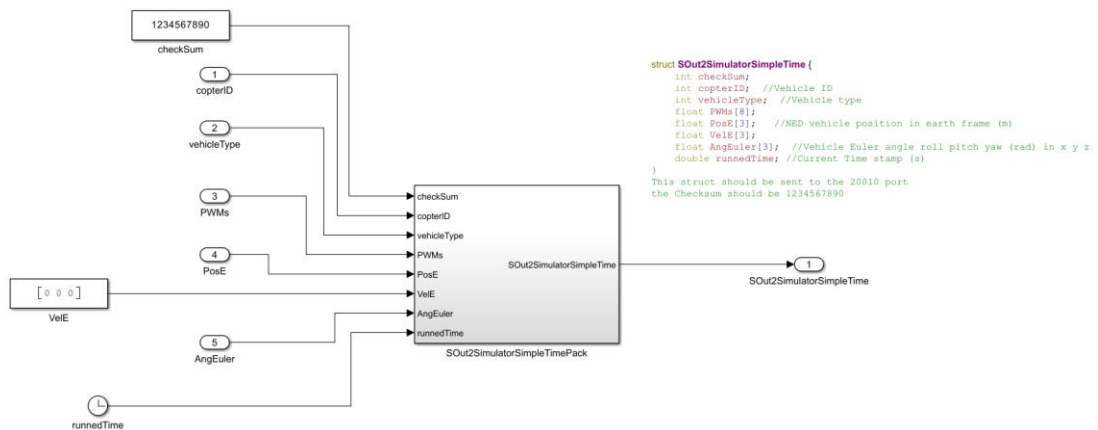 1234567890
checkSum
1
copterID
2
vehicleType
3
PWMs
4
PosE
[0 0 0]
VelE
5
AngEuler
runnedTime
checkSum
copterID
vehicleType
PWMs
PosE
VelE
AngEuler
runnedTime
SOut2SimulatorSimpleTime
SOut2SimulatorSimpleTimePack
1
SOut2SimulatorSimpleTime
struct SOut2SimulatorSimpleTime {
int checkSum;
int copterID; //Vehicle ID
int vehicleType; //Vehicle type
float PWMs[8];
float PosE[3]; //NED vehicle position in earth frame (m)
float VelE[3];
float AngEuler[3]; //Vehicle Euler angle roll pitch yaw (rad) in x y z
double runnedTime; //Current Time stamp (s)
}
This struct should be sent to the 20010 port
the Checksum should be 1234567890